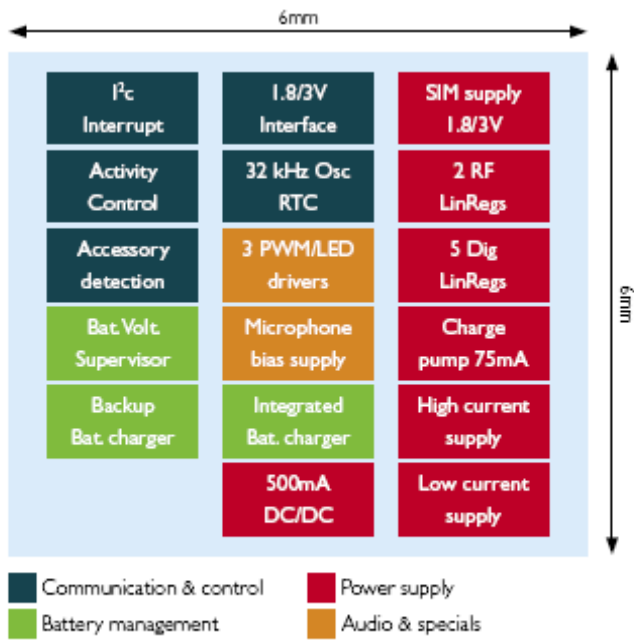 6mm
I²c
Interrupt
1.8/3V
Interface
SIM supply
1.8/3V
Activity
Control
32 kHz Osc
RTC
2 RF
LinRegs
Accessory
detection
3 PWM/LED
drivers
5 Dig
LinRegs
6mm
Bat.Volt.
Supervisor
Microphone
bias supply
Charge
pump 75mA
Backup
Bat. charger
Integrated
Bat. charger
High current
supply
500mA
DC/DC
Low current
supply
Communication & control
Power supply
Battery management
Audio & specials